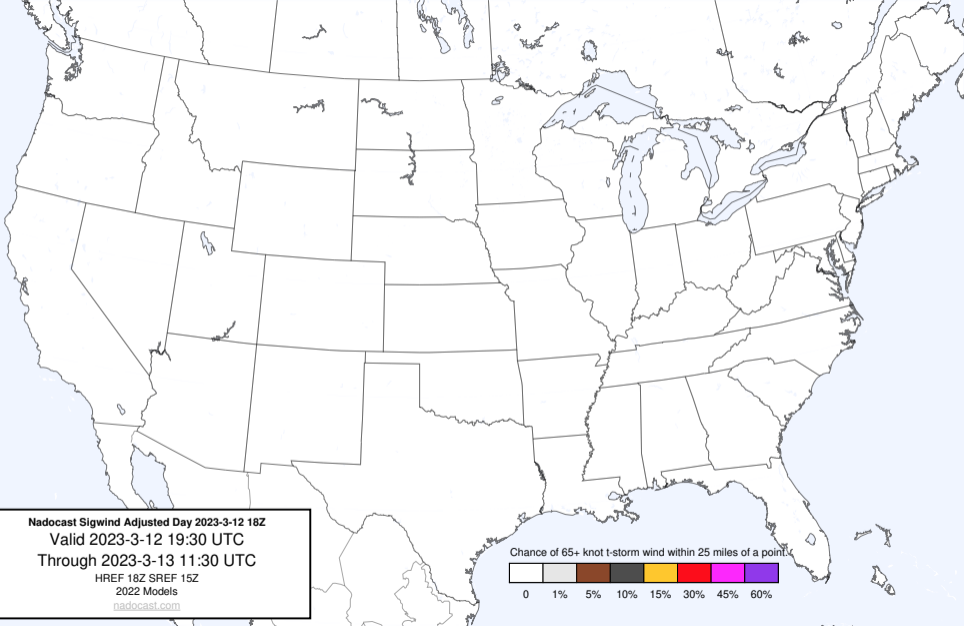 Nadocast Sigwind Adjusted Day 2023-3-12 18Z
Valid 2023-3-12 19:30 UTC
Through 2023-3-13 11:30 UTC
HREF 18Z SREF 15Z
2022 Models
nadocast.com
Chance of 65+ knot t-storm wind within 25 miles of a point.
0 1% 5% 10% 15% 30% 45% 60%